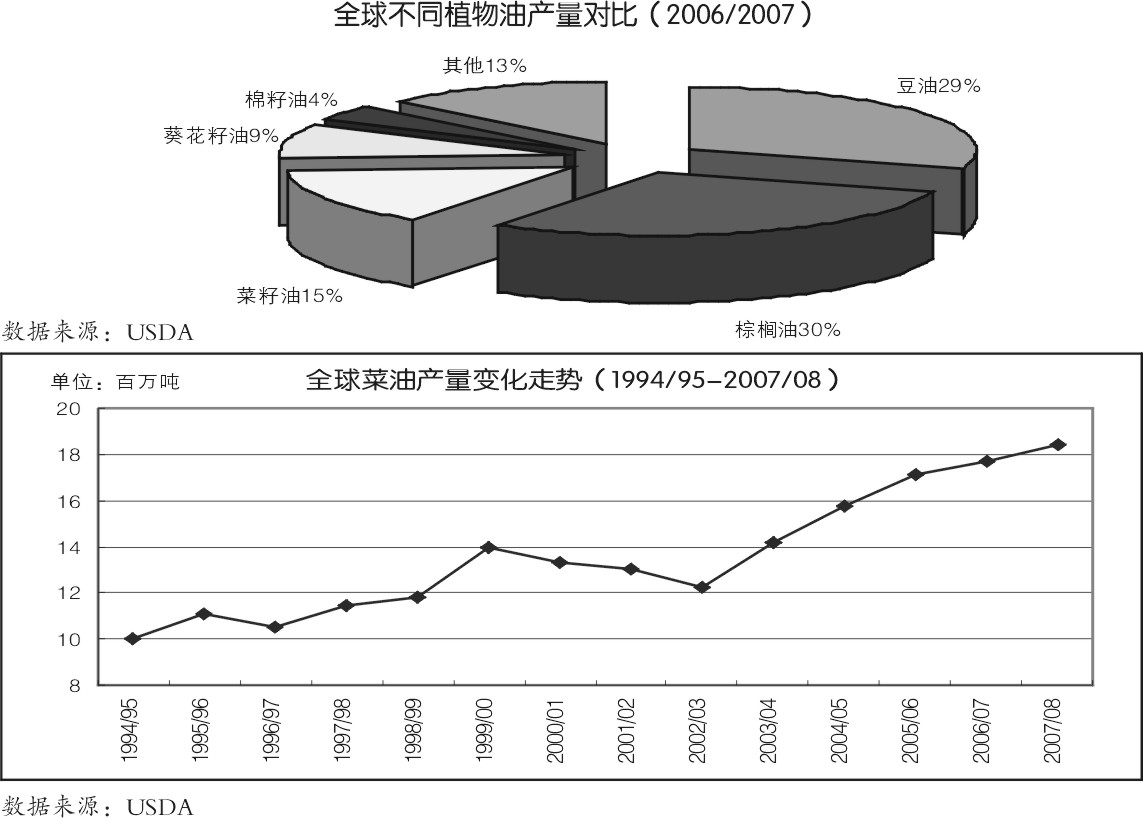 全球不同植物油产量对比（2006/2007）
其他13%
豆油29%
棉籽油4%
葵花籽油9%
菜籽油15%
棕榈油30%
数据来源：USDA
单位：百万吨
全球菜油产量变化走势（1994/95-2007/08）
20
18
16
14
12
10
8
1994/95
1995/96
1996/97
1997/98
1998/99
1999/00
2000/01
2001/02
2002/03
2003/04
2004/05
2005/06
2006/07
2007/08
数据来源：USDA